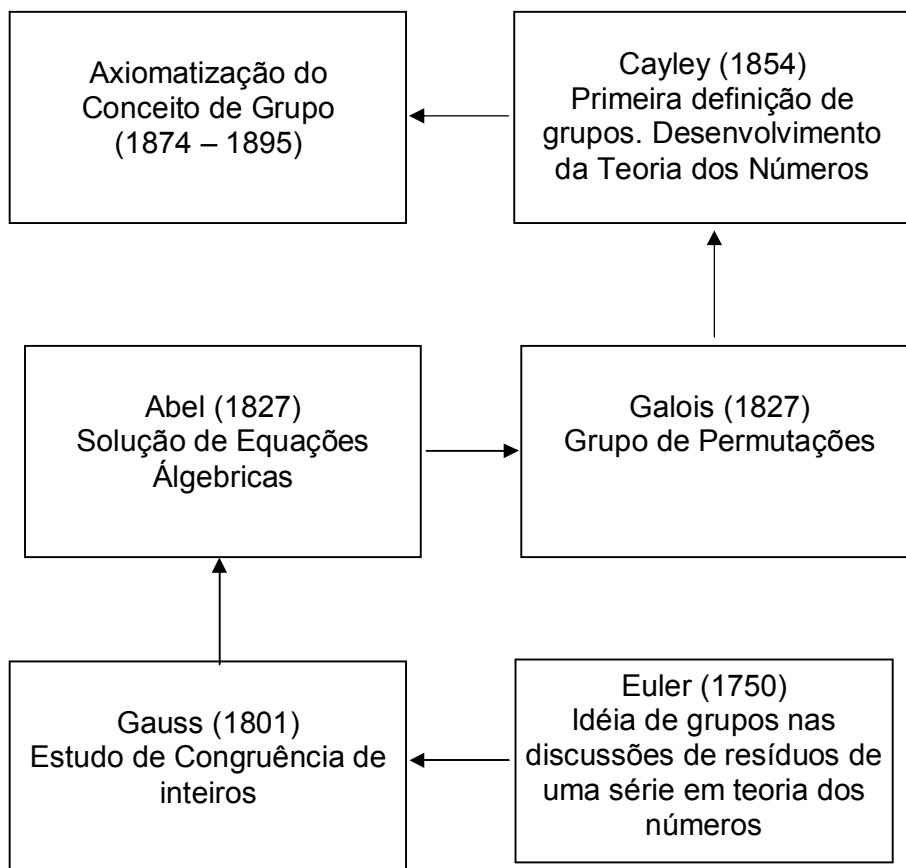 Axiomatização do
Conceito de Grupo
(1874 – 1895)
Cayley (1854)
Primeira definição de
grupos. Desenvolvimento
da Teoria dos Números
Abel (1827)
Solução de Equações
Álgebricas
Galois (1827)
Grupo de Permutações
Gauss (1801)
Estudo de Congruência de
inteiros
Euler (1750)
Idéia de grupos nas
discussões de resíduos de
uma série em teoria dos
números